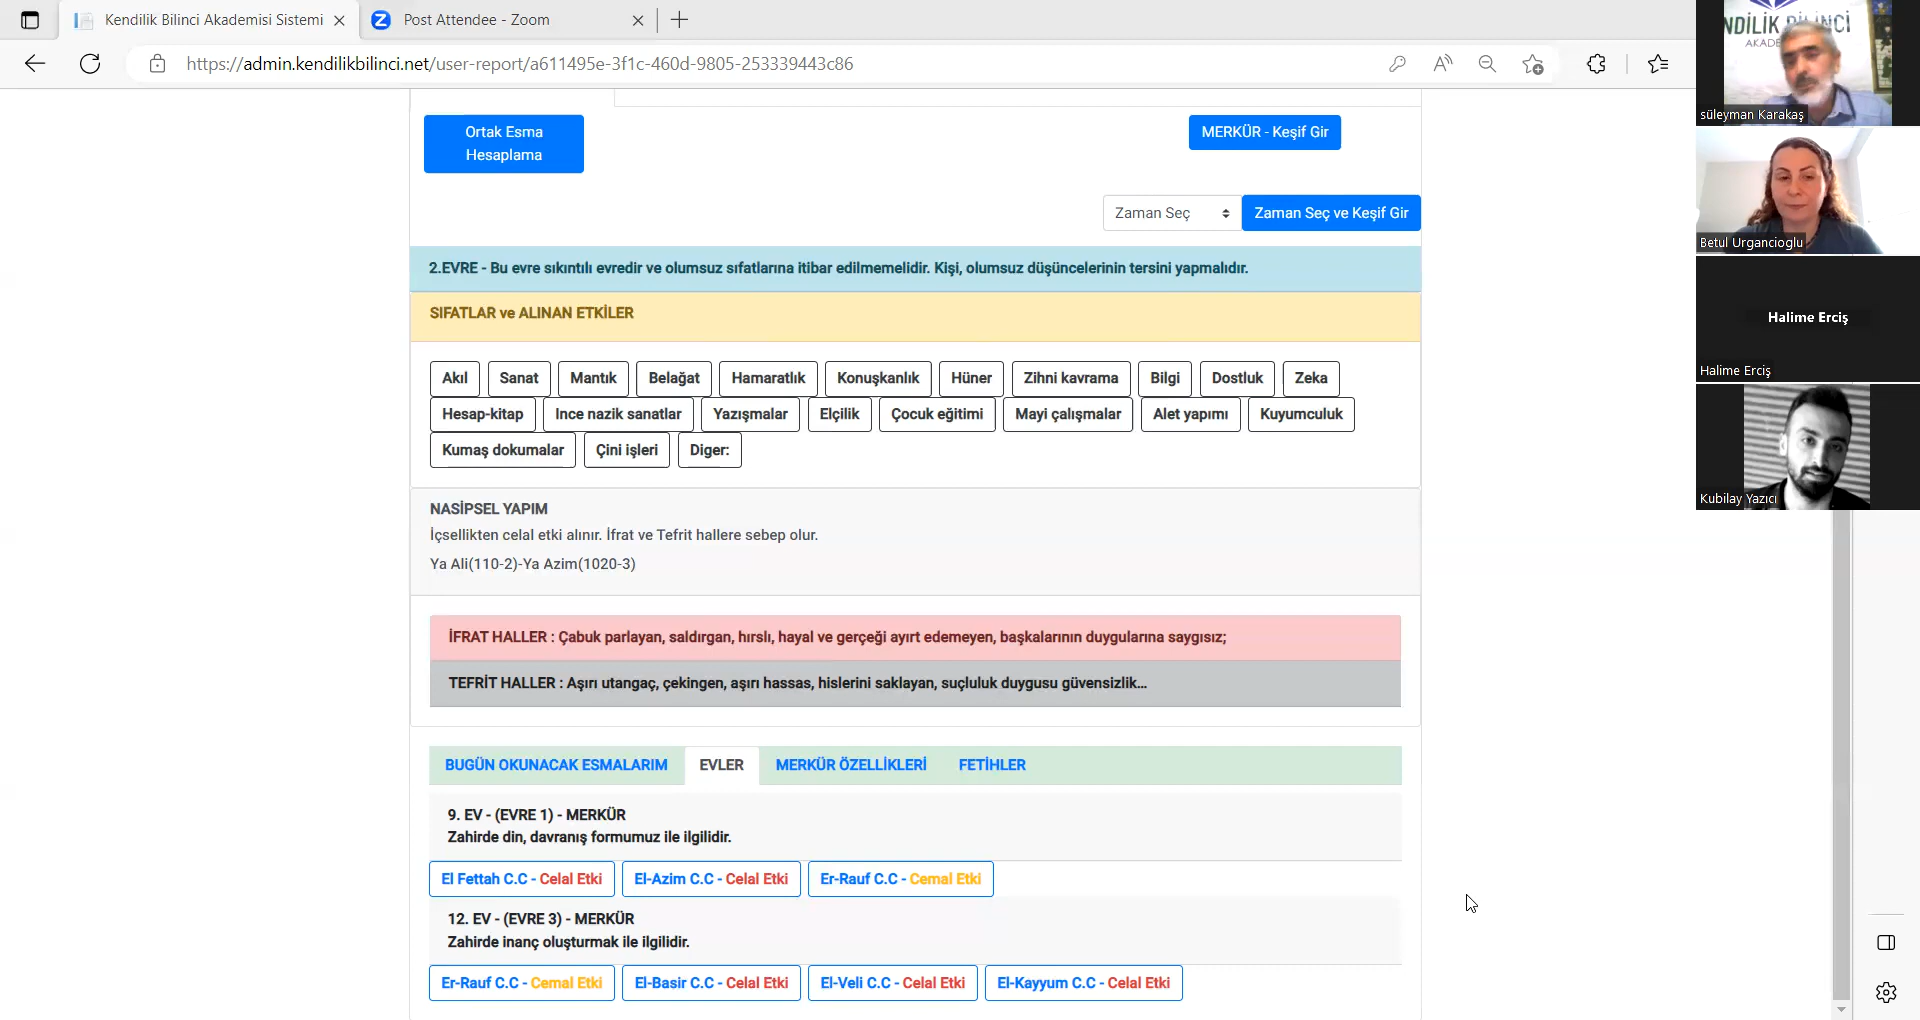 Kendilik Bilinci Akademisi Sistemi
Post Attendee - Zoom
https://admin.kendilikbilinci.net/user-report/a611495e-3f1c-460d-9805-253339443c86
Ortak Esma
Hesaplama
MERKÜR - Keşif Gir
Zaman Seç
Zaman Seç ve Keşif Gir
2.EVRE - Bu evre sıkıntılı evredir ve olumsuz sıfatlarına itibar edilmemelidir. Kişi, olumsuz düşüncelerinin tersini yapmalıdır.
SIFATLAR ve ALINAN ETKİLER
Akıl Sanat Mantık Belağat Hamaratlık Konuşkanlık Hüner Zihni kavrama Bilgi Dostluk Zeka
Hesap-kitap Ince nazik sanatlar Yazışmalar Elçilik Çocuk eğitimi Mayi çalışmalar Alet yapımı Kuyumculuk
Kumaş dokumalar Çini işleri Diger:
NASİPSEL YAPIM
İçsellikten celal etki alınır. İfrat ve Tefrit hallere sebep olur.
Ya Ali(110-2)-Ya Azim(1020-3)
İFRAT HALLER : Çabuk parlayan, saldırgan, hırslı, hayal ve gerçeği ayırt edemeyen, başkalarının duygularına saygısız;
TEFRİT HALLER : Aşırı utangaç, çekingen, aşırı hassas, hislerini saklayan, suçluluk duygusu güvensizlik...
BUGÜN OKUNACAK ESMALARIM EVLER MERKÜR ÖZELLİKLERİ FETİHLER
9. EV - (EVRE 1) - MERKÜR
Zahirde din, davranış formumuz ile ilgilidir.
El Fettah C.C - Celal Etki El-Azim C.C - Celal Etki Er-Rauf C.C - Cemal Etki
12. EV - (EVRE 3) - MERKÜR
Zahirde inanç oluşturmak ile ilgilidir.
Er-Rauf C.C - Cemal Etki El-Basir C.C - Celal Etki El-Veli C.C - Celal Etki El-Kayyum C.C - Celal Etki
süleyman Karakaş
Betul Urgancioglu
Halime Erciş
Halime Erciş
Kubilay Yazıcı